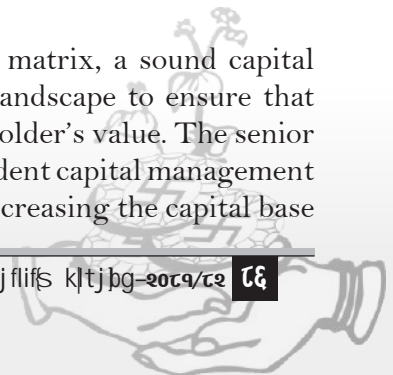 matrix, a sound capital
andscape to ensure that
older’s value. The senior
dent capital management
creasing the capital base
jflif{s k|ltj]bg–२०८१/८२ ८६